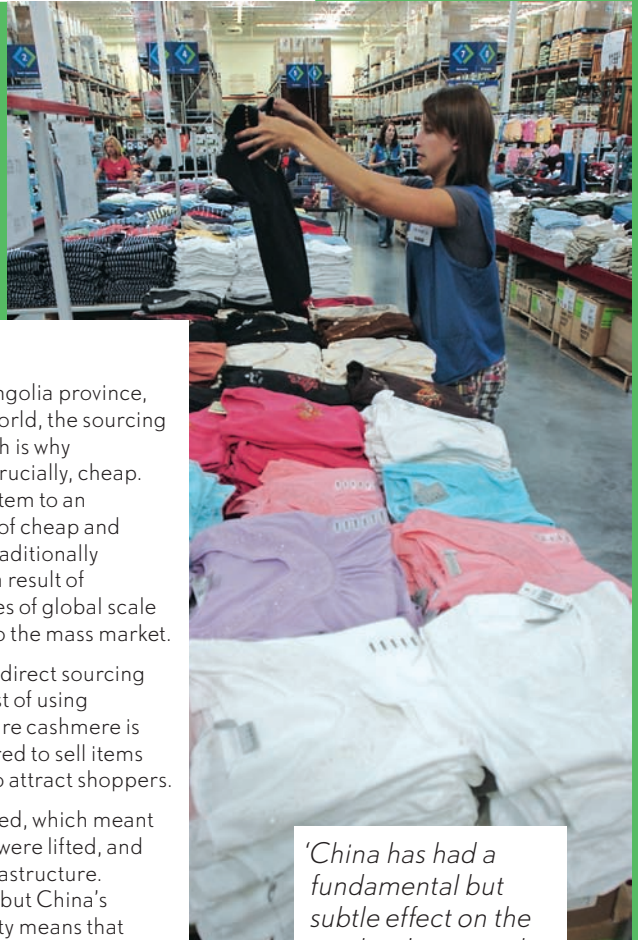 ngolia province,
orld, the sourcing
h is why
rucially, cheap.
tem to an
of cheap and
aditionally
a result of
es of global scale
o the mass market.
direct sourcing
st of using
re cashmere is
red to sell items
o attract shoppers.
ed, which meant
were lifted, and
astructure.
but China's
ty means that
'China has had a
fundamental but
subtle effect on the
2
7